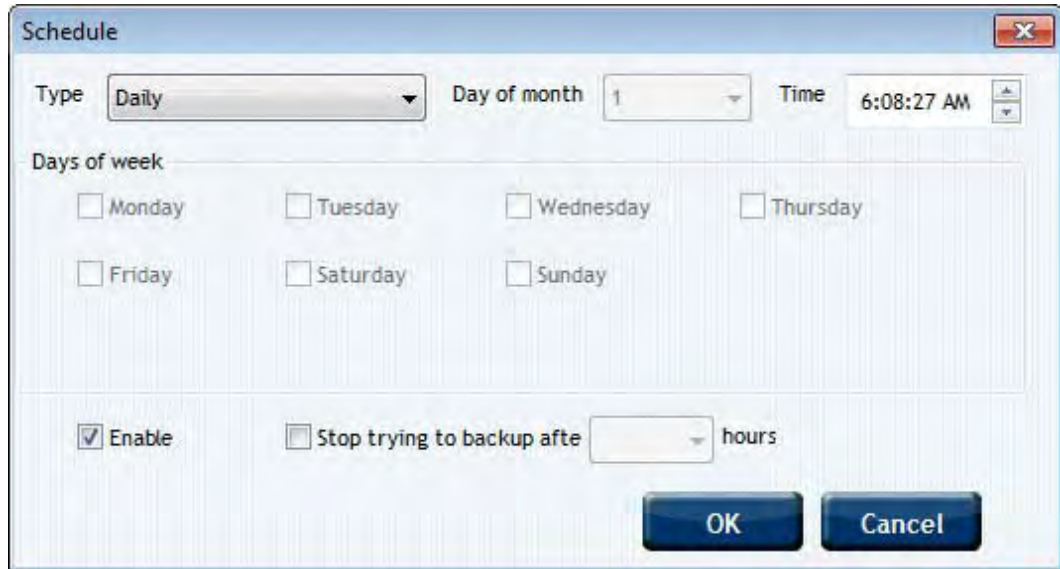 Schedule
Type Daily Day of month 1 Time 6:08:27 AM
Days of week
Monday Tuesday Wednesday Thursday
Friday Saturday Sunday
Enable Stop trying to backup afte hours
OK Cancel